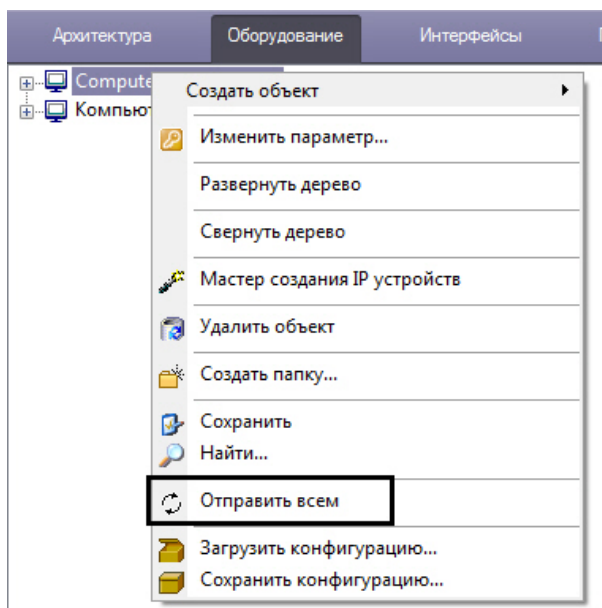 Архитектура Оборудование Интерфейсы
Compute
Компью
Создать объект
Изменить параметр...
Развернуть дерево
Свернуть дерево
Мастер создания IP устройств
Удалить объект
Создать папку...
Сохранить
Найти...
Отправить всем
Загрузить конфигурацию...
Сохранить конфигурацию...